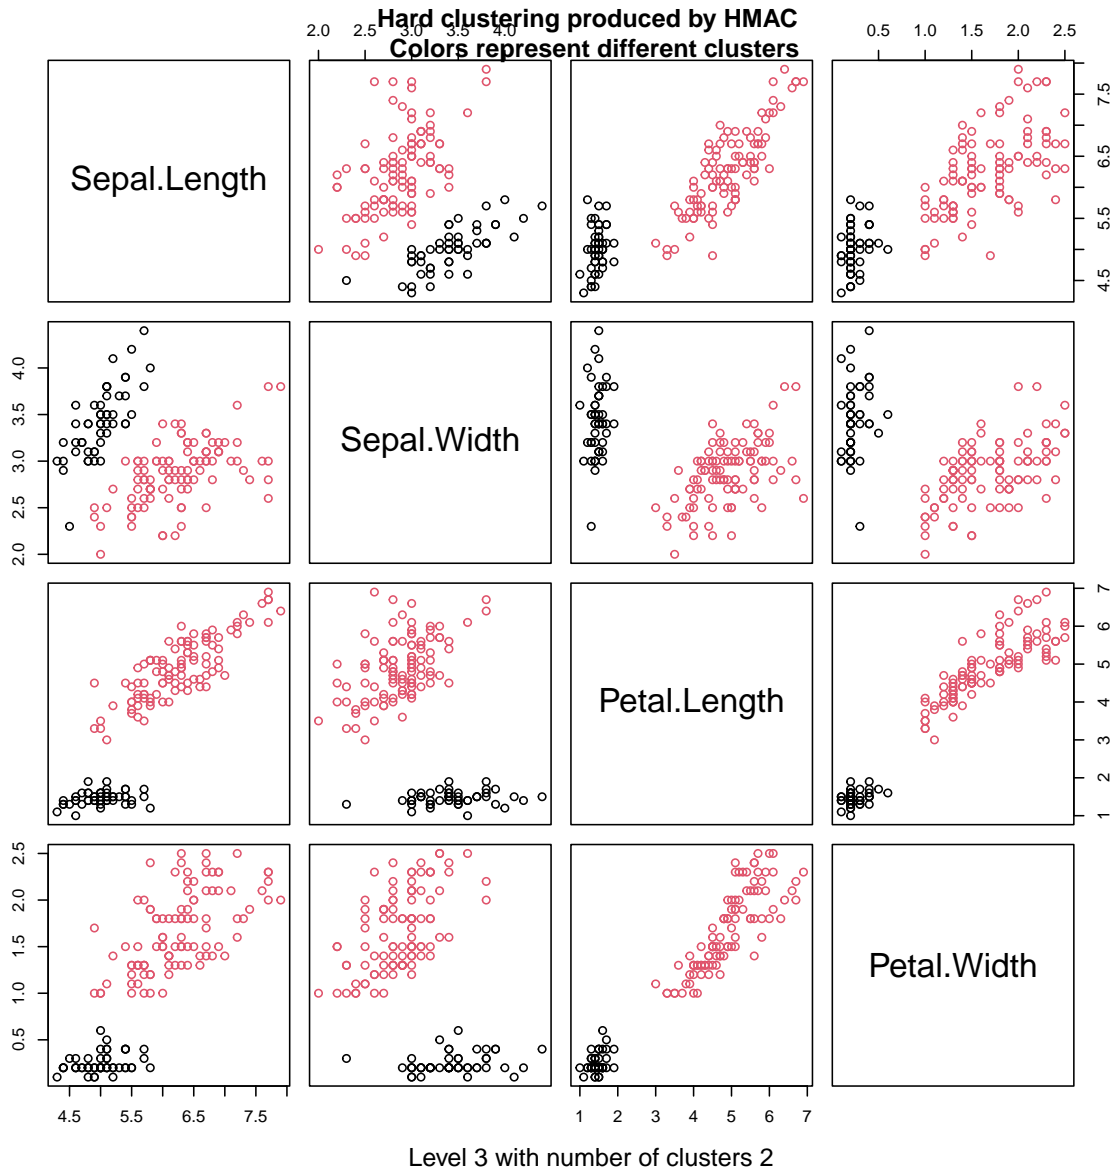 Hard clustering produced by HMAC
2.0 2.5 3.0 3.5 4.0 0.5 1.0 1.5 2.0 2.5
Colors represent different clusters
Sepal.Length
4.5 5.5 6.5 7.5
2.0 2.5 3.0 3.5 4.0
Sepal.Width
Petal.Length
1 2 3 4 5 6 7
0.5 1.0 1.5 2.0 2.5
Petal.Width
4.5 5.5 6.5 7.5 1 2 3 4 5 6 7
Level 3 with number of clusters 2